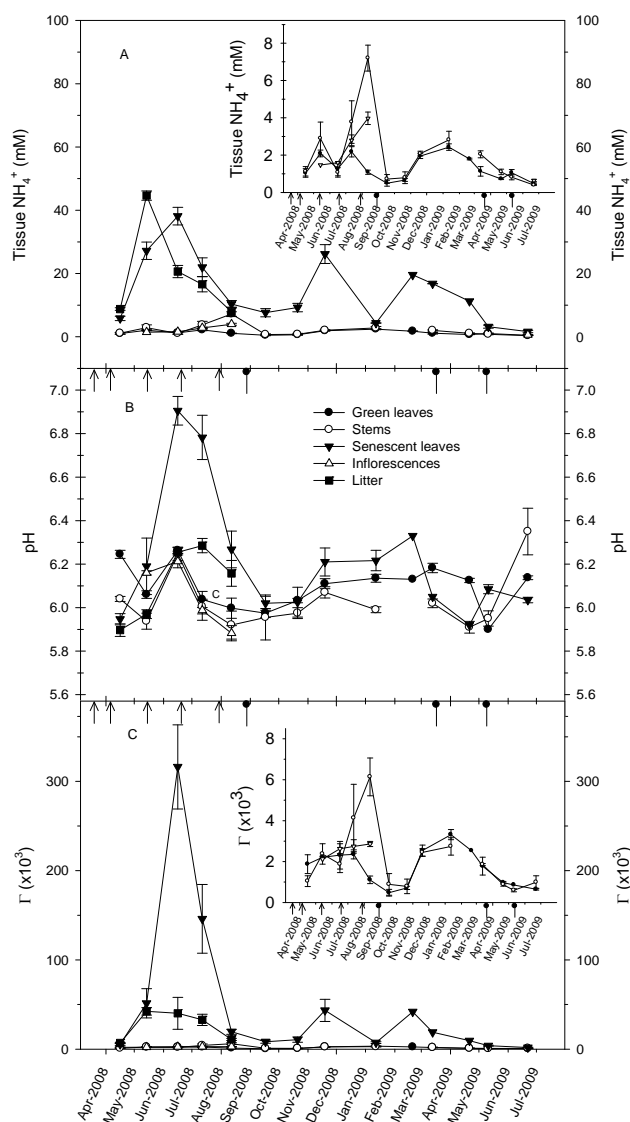 A
Tissue NH4+ (mM)
100
80
60
40
20
0
Tissue NH4+ (mM)
8
6
4
2
0
Apr-2008
May-2008
Jun-2008
Jul-2008
Aug-2008
Sep-2008
Oct-2008
Nov-2008
Dec-2008
Jan-2009
Feb-2009
Mar-2009
Apr-2009
May-2009
Jun-2009
Jul-2009
100
80
60
40
20
0
Tissue NH4+ (mM)
B
pH
7.0
6.8
6.6
6.4
6.2
6.0
5.8
5.6
Green leaves
Stems
Senescent leaves
Inflorescences
Litter
C
7.0
6.8
6.6
6.4
6.2
6.0
5.8
5.6
pH
C
Γ (x10³)
300
200
100
0
Γ (x10³)
8
6
4
2
0
Apr-2008
May-2008
Jun-2008
Jul-2008
Aug-2008
Sep-2008
Oct-2008
Nov-2008
Dec-2008
Jan-2009
Feb-2009
Mar-2009
Apr-2009
May-2009
Jun-2009
Jul-2009
300
200
100
0
Γ (x10³)
Apr-2008
May-2008
Jun-2008
Jul-2008
Aug-2008
Sep-2008
Oct-2008
Nov-2008
Dec-2008
Jan-2009
Feb-2009
Mar-2009
Apr-2009
May-2009
Jun-2009
Jul-2009